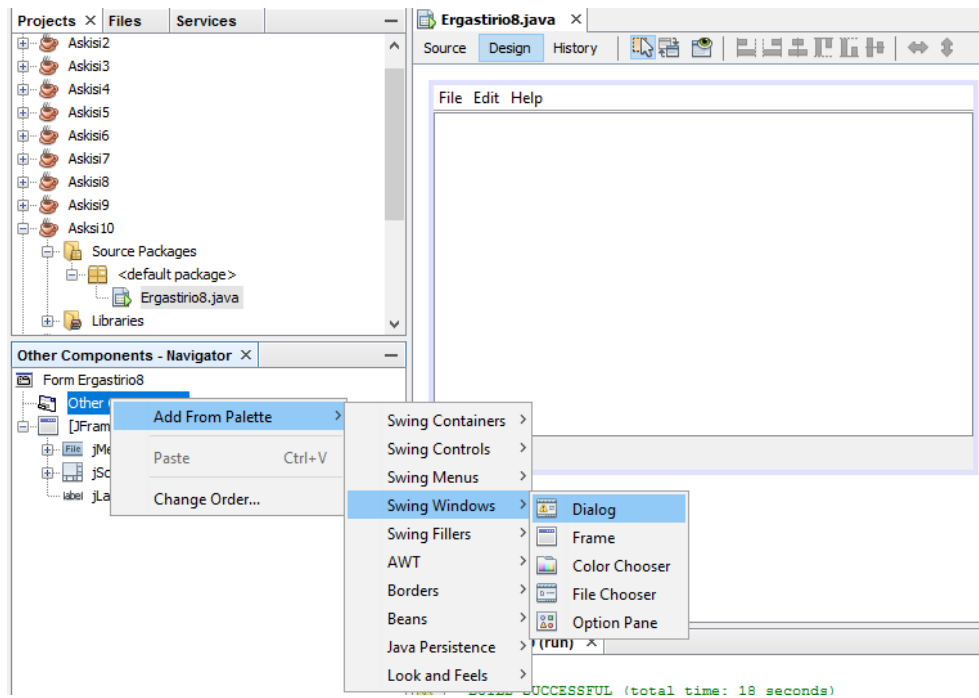 Projects Files Services
Askisi2
Askisi3
Askisi4
Askisi5
Askisi6
Askisi7
Askisi8
Askisi9
Asksi10
Source Packages
<default package>
Ergastirio8.java
Libraries
Other Components - Navigator
Form Ergastirio8
Other
[JFram
File jMe
jSc
label jLa
Add From Palette
Paste Ctrl+V
Change Order...
Swing Containers
Swing Controls
Swing Menus
Swing Windows
Swing Fillers
AWT
Borders
Beans
Java Persistence
Look and Feels
Dialog
Frame
Color Chooser
File Chooser
Option Pane
Ergastirio8.java
Source Design History
File Edit Help
(run)
BUILD SUCCESSFUL (total time: 18 seconds)